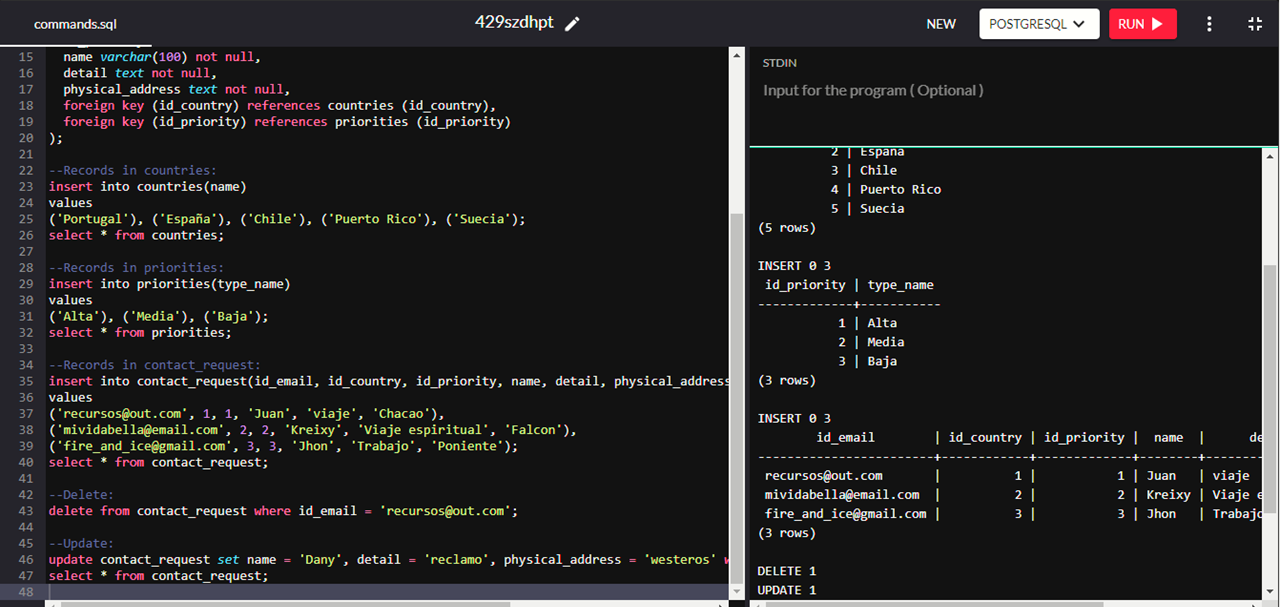 commands.sql
429szdhpt
NEW
POSTGRESQL
RUN
15 name varchar(100) not null,
16 detail text not null,
17 physical_address text not null,
18 foreign key (id_country) references countries (id_country),
19 foreign key (id_priority) references priorities (id_priority)
20 );
21
22 --Records in countries:
23 insert into countries(name)
24 values
25 ('Portugal'), ('España'), ('Chile'), ('Puerto Rico'), ('Suecia');
26 select * from countries;
27
28 --Records in priorities:
29 insert into priorities(type_name)
30 values
31 ('Alta'), ('Media'), ('Baja');
32 select * from priorities;
33
34 --Records in contact_request:
35 insert into contact_request(id_email, id_country, id_priority, name, detail, physical_address
36 values
37 ('recursos@out.com', 1, 1, 'Juan', 'viaje', 'Chacao'),
38 ('mividabella@email.com', 2, 2, 'Kreixy', 'Viaje espiritual', 'Falcon'),
39 ('fire_and_ice@gmail.com', 3, 3, 'Jhon', 'Trabajo', 'Poniente');
40 select * from contact_request;
41
42 --Delete:
43 delete from contact_request where id_email = 'recursos@out.com';
44
45 --Update:
46 update contact_request set name = 'Dany', detail = 'reclamo', physical_address = 'westeros' w
47 select * from contact_request;
48
STDIN
Input for the program ( Optional )
2 | España
3 | Chile
4 | Puerto Rico
5 | Suecia
(5 rows)
INSERT 0 3
id_priority | type_name
-------------+-----------
1 | Alta
2 | Media
3 | Baja
(3 rows)
INSERT 0 3
id_email | id_country | id_priority | name | de
------------------------+------------+-------------+--------+-------
recursos@out.com | 1 | 1 | Juan | viaje
mividabella@email.com | 2 | 2 | Kreixy | Viaje e
fire_and_ice@gmail.com | 3 | 3 | Jhon | Trabajo
(3 rows)
DELETE 1
UPDATE 1